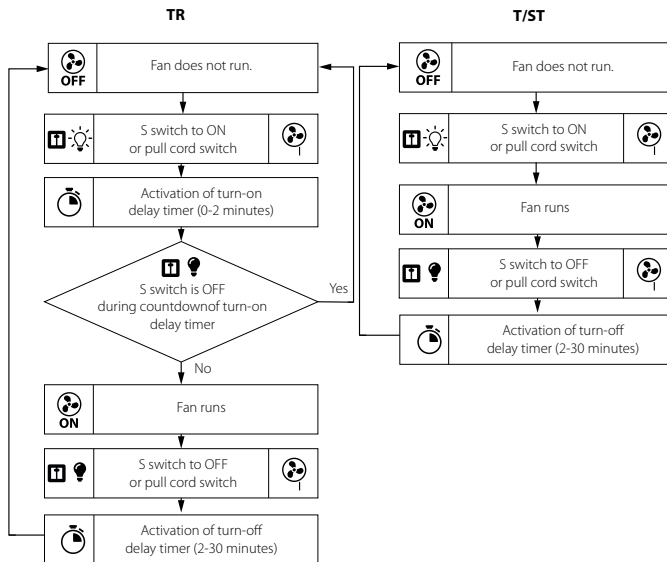 TR
OFF
Fan does not run.
S switch to ON
or pull cord switch
Activation of turn-on
delay timer (0-2 minutes)
S switch is OFF
during countdownof turn-on
delay timer
Yes
No
ON
Fan runs
S switch to OFF
or pull cord switch
Activation of turn-off
delay timer (2-30 minutes)
T/ST
OFF
Fan does not run.
S switch to ON
or pull cord switch
ON
Fan runs
S switch to OFF
or pull cord switch
Activation of turn-off
delay timer (2-30 minutes)